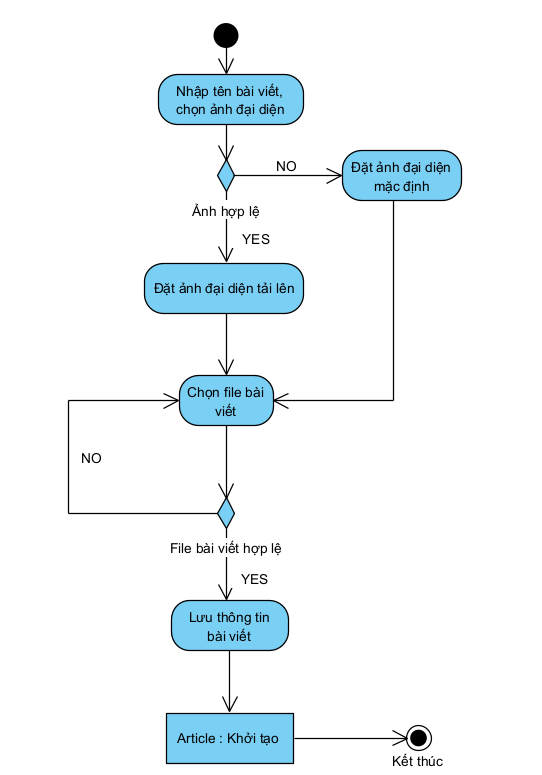 Nhập tên bài viết,
chọn ảnh đại diện
NO
Đặt ảnh đại diện
mặc định
Ảnh hợp lệ
YES
Đặt ảnh đại diện tải lên
Chọn file bài
viết
NO
File bài viết hợp lệ
YES
Lưu thông tin
bài viết
Article : Khởi tạo
Kết thúc